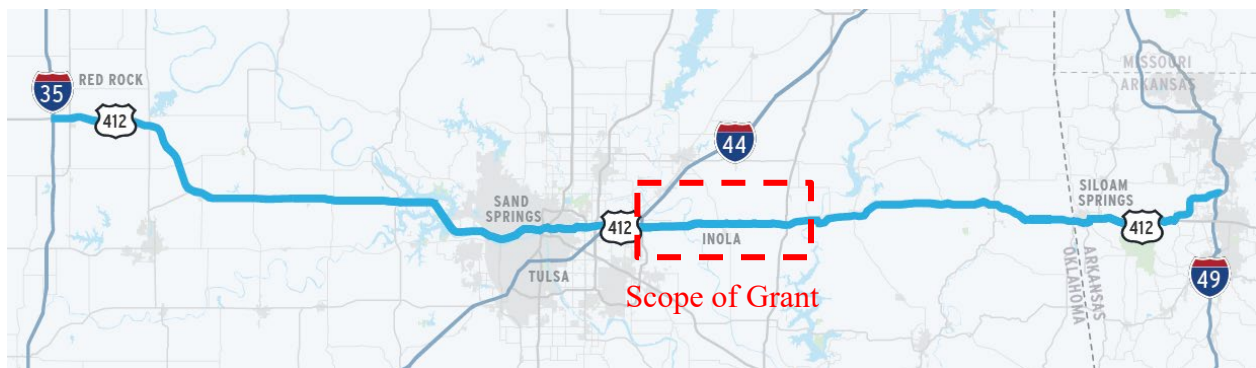 RED ROCK
35
412
44
MISSOURI
ARKANSAS
SAND
SPRINGS
412
INOLA
TULSA
Scope of Grant
SILOAM
SPRINGS
412
ARKANSAS
OKLAHOMA
49